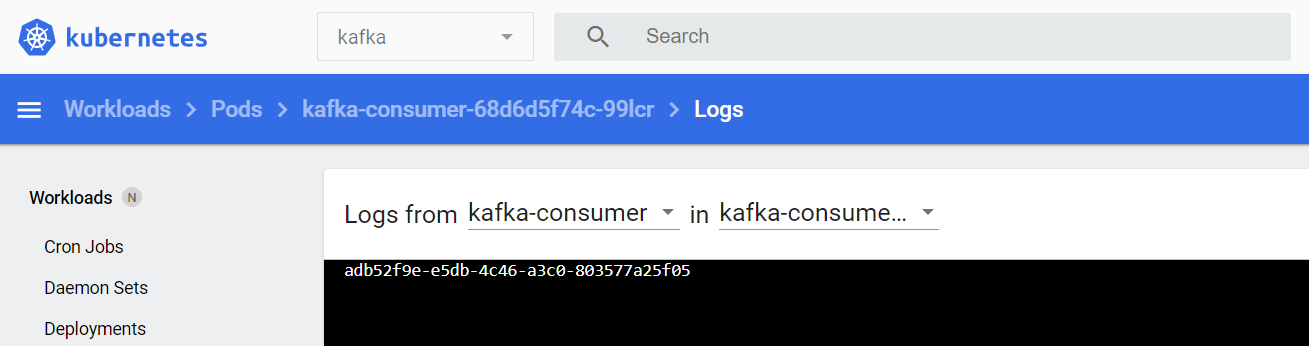 kubernetes kafka Search
Workloads > Pods > kafka-consumer-68d6d5f74c-99lcr > Logs
Workloads N
Cron Jobs
Daemon Sets
Deployments
Logs from kafka-consumer in kafka-consume...
adb52f9e-e5db-4c46-a3c0-803577a25f05